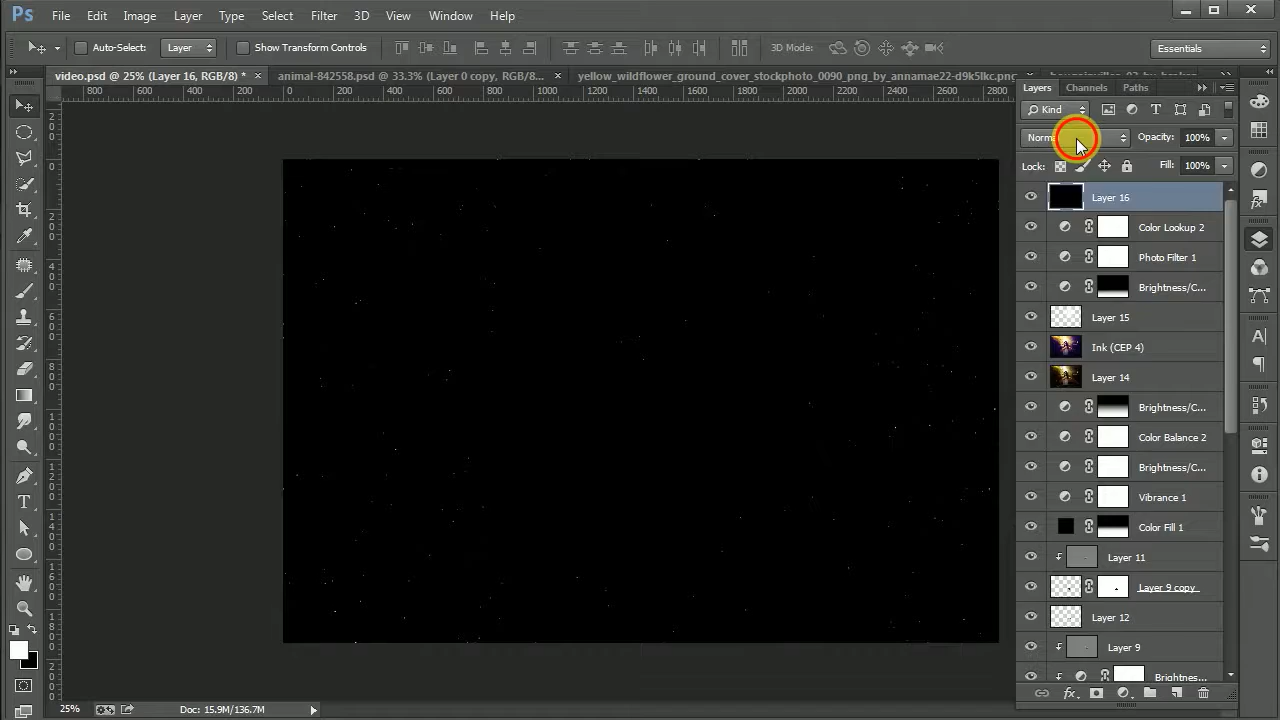 Ps File Edit Image Layer Type Select Filter 3D View Window Help
Auto-Select: Layer Show Transform Controls 3D Mode: Essentials
video.psd @ 25% (Layer 16, RGB/8) * × animal-842558.psd @ 33.3% (Layer 0 copy, RGB/8... × yellow_wildflower_ground_cover_stockphoto_0090_png_by_annamae22-d9k5lkc.png
Layers Channels Paths
800 600 400 200 0 200 400 600 800 1000 1200 1400 1600 1800 2000 2200 2400 2600 2800
Kind
Opacity: 100%
Lock: Fill: 100%
Layer 16
Color Lookup 2
Photo Filter 1
Brightness/C...
Layer 15
Ink (CEP 4)
Layer 14
Brightness/C...
Color Balance 2
Brightness/C...
Vibrance 1
Color Fill 1
Layer 11
Layer 9 copy
Layer 12
Layer 9
Brightnes...
25% Doc: 15.9M/136.7M